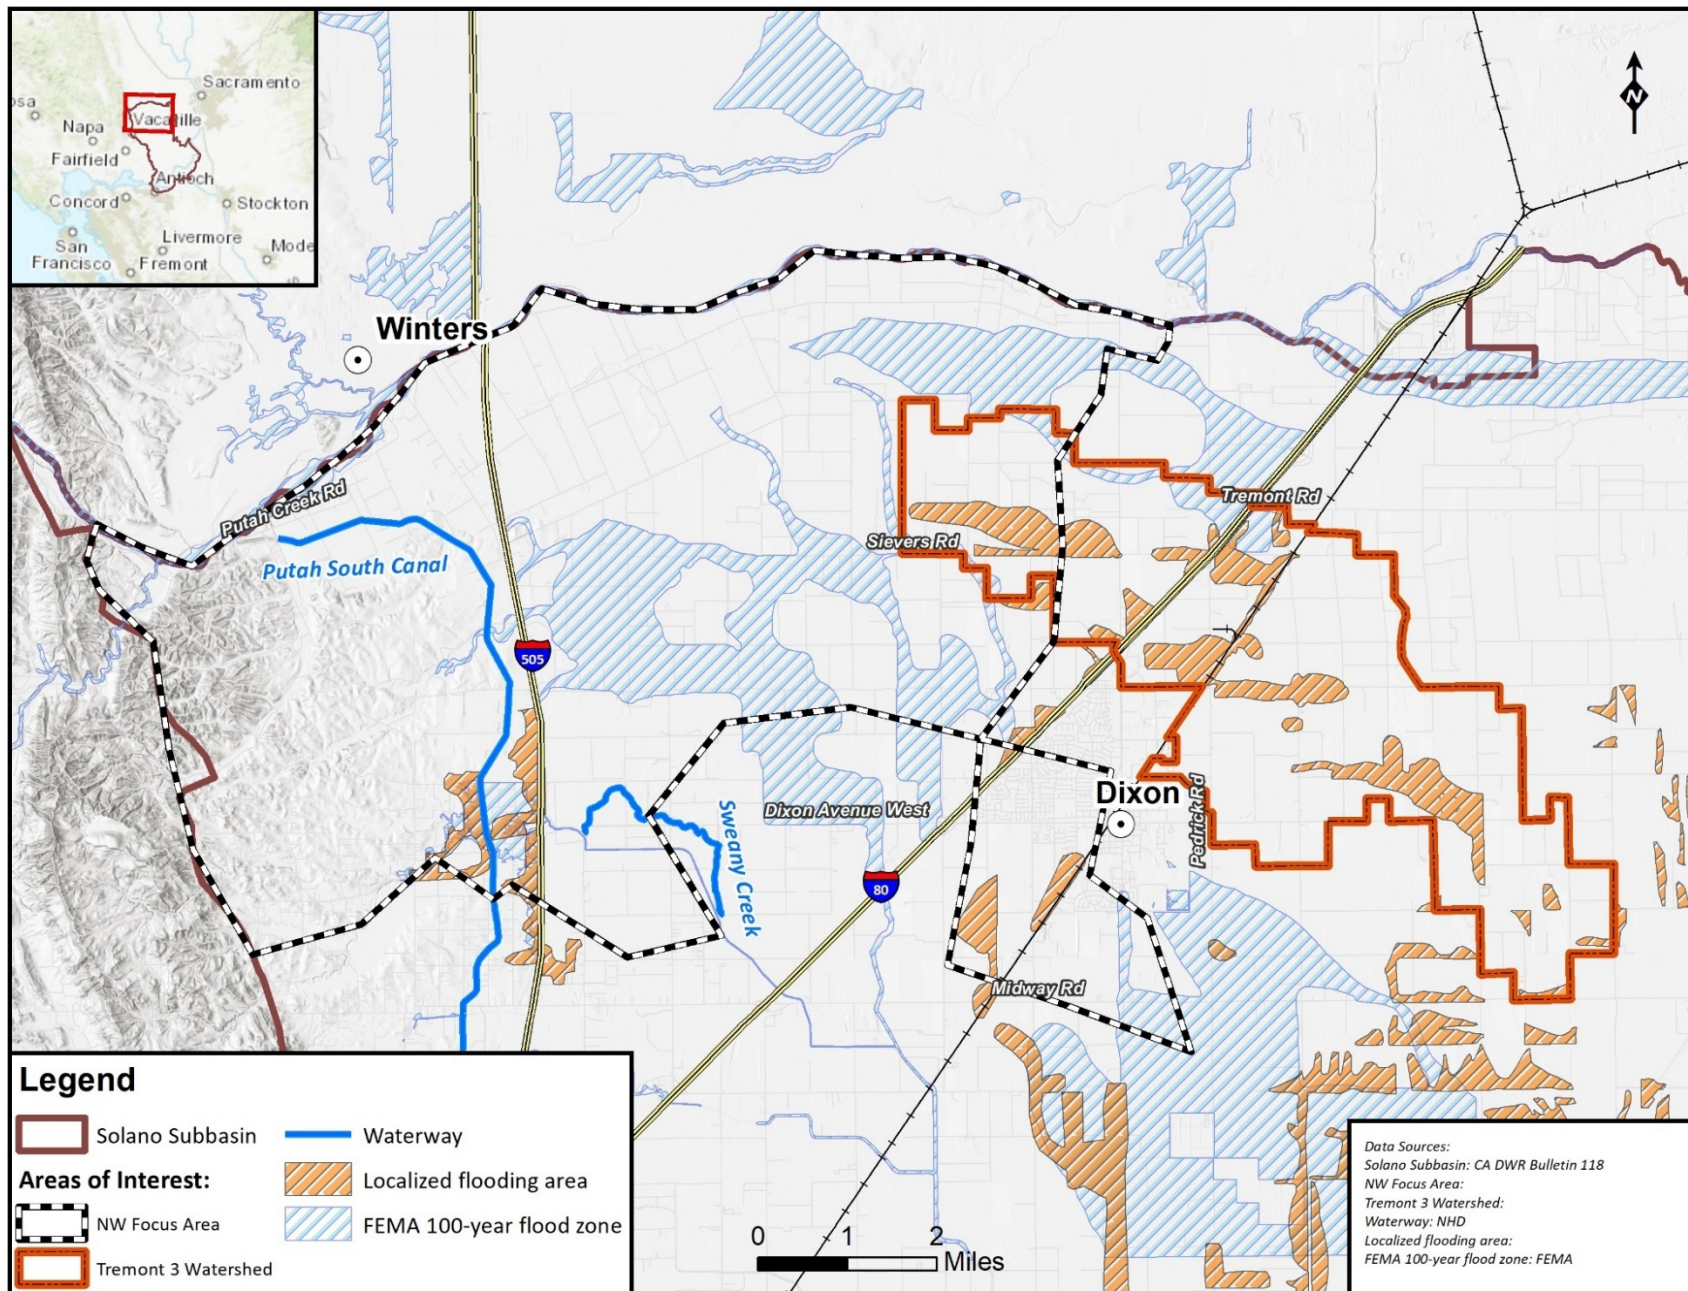 Sacramento
osa
Vacaville
Napa
Fairfield
Antioch
Concord
Stockton
San
Francisco
Livermore
Mode
Fremont
N
Winters
Putah Creek Rd
Putah South Canal
Tremont Rd
Sievers Rd
505
Dixon
Dixon Avenue West
Sweany Creek
Pedrick Rd
80
Midway Rd
Legend
Solano Subbasin
Areas of Interest:
NW Focus Area
Tremont 3 Watershed
Waterway
Localized flooding area
FEMA 100-year flood zone
0 1 2
Miles
Data Sources:
Solano Subbasin: CA DWR Bulletin 118
NW Focus Area:
Tremont 3 Watershed:
Waterway: NHD
Localized flooding area:
FEMA 100-year flood zone: FEMA